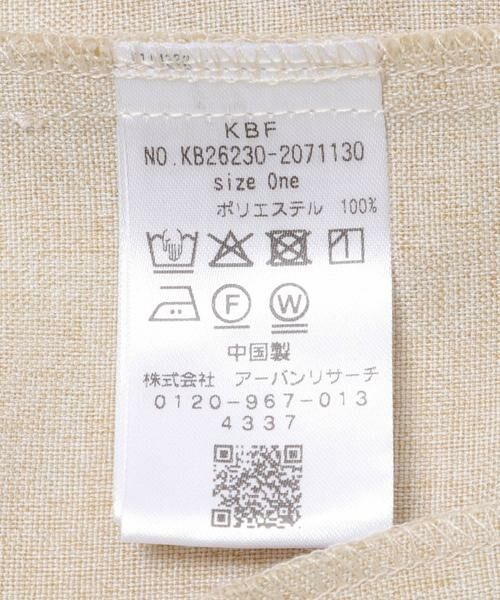 KBF
NO.KB26230-2071130
size One
ポリエステル 100%
F W
中国製
株式会社 アーバンリサーチ
0120-967-013
4337